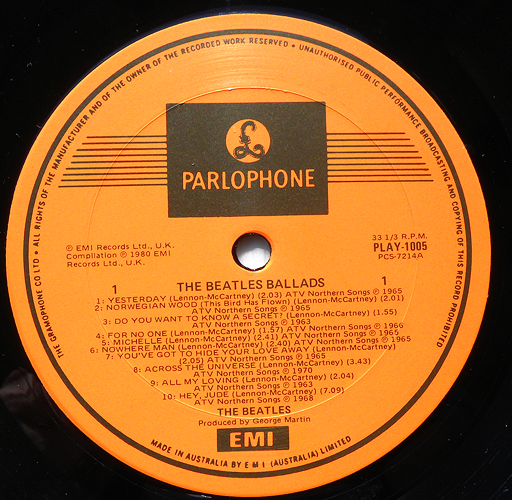 THE GRAMOPHONE CO LTD • ALL RIGHTS OF THE MANUFACTURER AND OF THE OWNER OF THE RECORDED WORK RESERVED • UNAUTHORISED PUBLIC PERFORMANCE BROADCASTING AND COPYING OF THIS RECORD PROHIBITED
£
PARLOPHONE
℗ EMI Records Ltd., U.K.
Compilation ℗ 1980 EMI
Records Ltd., U.K.
33 1/3 R.P.M.
PLAY-1005
PCS-7214A
1 THE BEATLES BALLADS 1
1: YESTERDAY (Lennon-McCartney) (2.03) ATV Northern Songs ℗ 1965
2: NORWEGIAN WOOD (This Bird Has Flown) (Lennon-McCartney) (2.01)
ATV Northern Songs ℗ 1965
3: DO YOU WANT TO KNOW A SECRET? (Lennon-McCartney) (1.55)
ATV Northern Songs ℗ 1963
4: FOR NO ONE (Lennon-McCartney) (1.57) ATV Northern Songs ℗ 1966
5: MICHELLE (Lennon-McCartney) (2.41) ATV Northern Songs ℗ 1965
6: NOWHERE MAN (Lennon-McCartney) (2.40) ATV Northern Songs ℗ 1965
7: YOU'VE GOT TO HIDE YOUR LOVE AWAY (Lennon-McCartney)
(2.05) ATV Northern Songs ℗ 1965
8: ACROSS THE UNIVERSE (Lennon-McCartney) (3.43)
ATV Northern Songs ℗ 1970
9: ALL MY LOVING (Lennon-McCartney) (2.04)
ATV Northern Songs ℗ 1963
10: HEY, JUDE (Lennon-McCartney) (7.09)
ATV Northern Songs ℗ 1968
THE BEATLES
Produced by George Martin
EMI
MADE IN AUSTRALIA BY E M I (AUSTRALIA) LIMITED